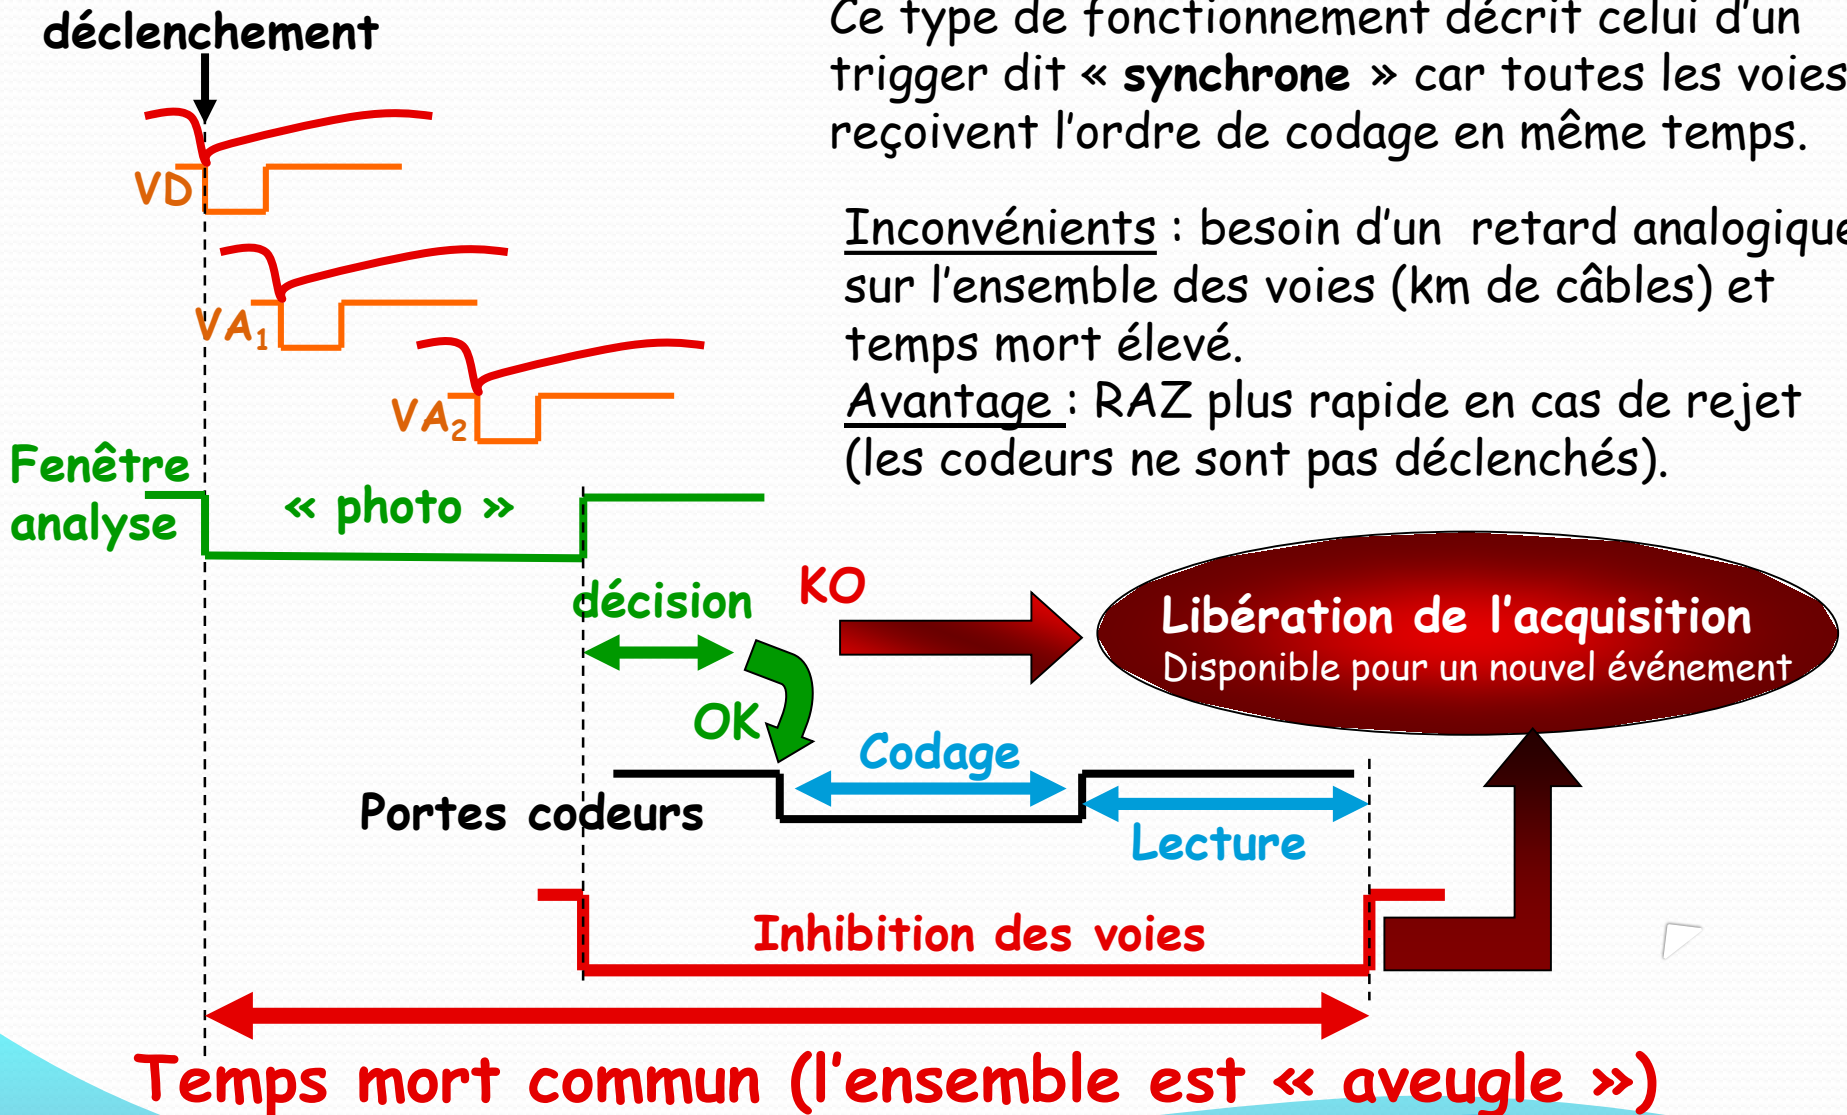 déclenchement
Ce type de fonctionnement décrit celui d'un
trigger dit « synchrone » car toutes les voies
reçoivent l'ordre de codage en même temps.
VD
Inconvénients : besoin d'un retard analogique
sur l'ensemble des voies (km de câbles) et
temps mort élevé.
Avantage : RAZ plus rapide en cas de rejet
(les codeurs ne sont pas déclenchés).
VA₁
VA₂
Fenêtre
analyse
« photo »
décision
KO
Libération de l'acquisition
Disponible pour un nouvel événement
OK
Codage
Portes codeurs
Lecture
Inhibition des voies
Temps mort commun (l'ensemble est « aveugle »)